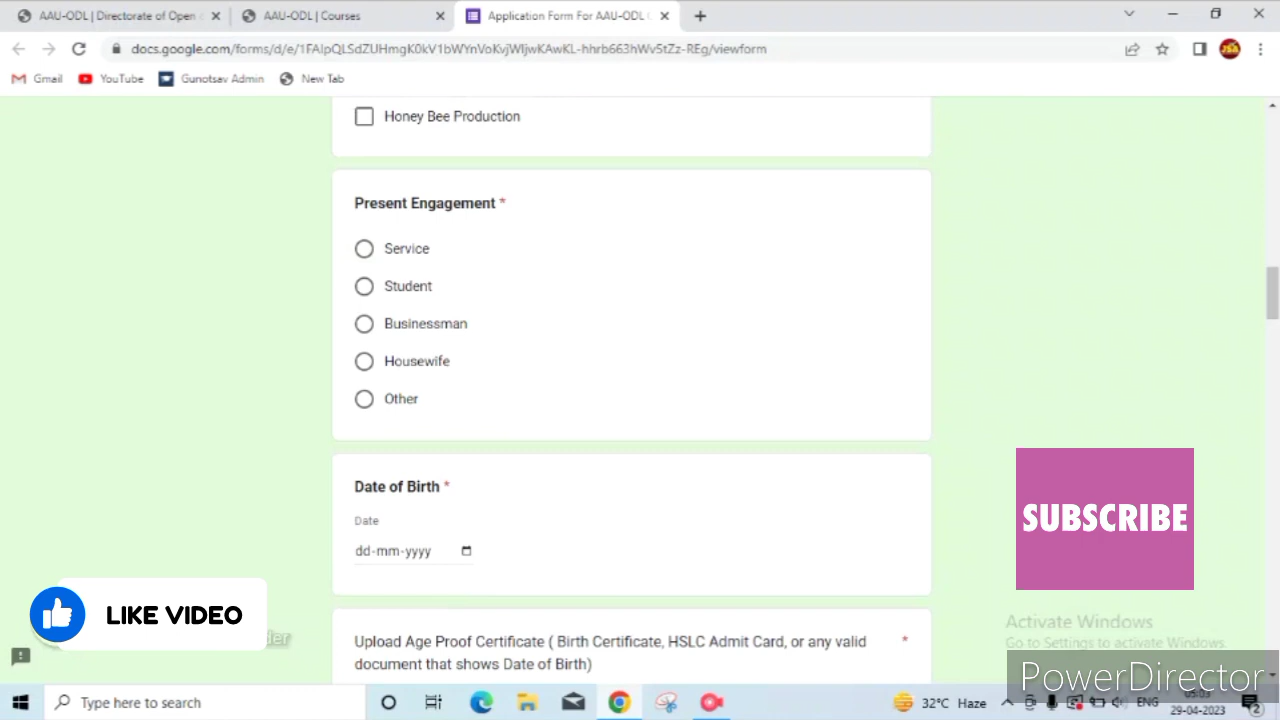 AAU-ODL | Directorate of Open
AAU-ODL | Courses
Application Form For AAU-ODL
docs.google.com/forms/d/e/1FAIpQLSdZUHmgK0kV1bWYnVoKvjWIjwKAwKL-hhrb663hWv5tZz-REg/viewform
JSA
Gmail
YouTube
Gunotsav Admin
New Tab
Honey Bee Production
Present Engagement *
Service
Student
Businessman
Housewife
Other
Date of Birth *
Date
dd-mm-yyyy
SUBSCRIBE
LIKE VIDEO
Upload Age Proof Certificate ( Birth Certificate, HSLC Admit Card, or any valid *
document that shows Date of Birth)
Activate Windows
Go to Settings to activate Windows.
PowerDirector
Type here to search
32°C Haze
ENG
29-04-2023
2